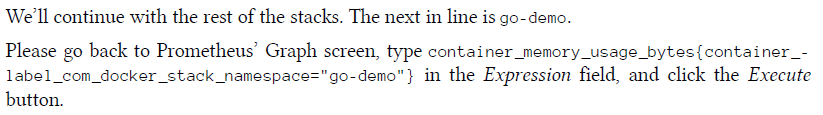 We’ll continue with the rest of the stacks. The next in line is go-demo.
Please go back to Prometheus’ Graph screen, type container_memory_usage_bytes{container_-
label_com_docker_stack_namespace="go-demo"} in the Expression field, and click the Execute
button.